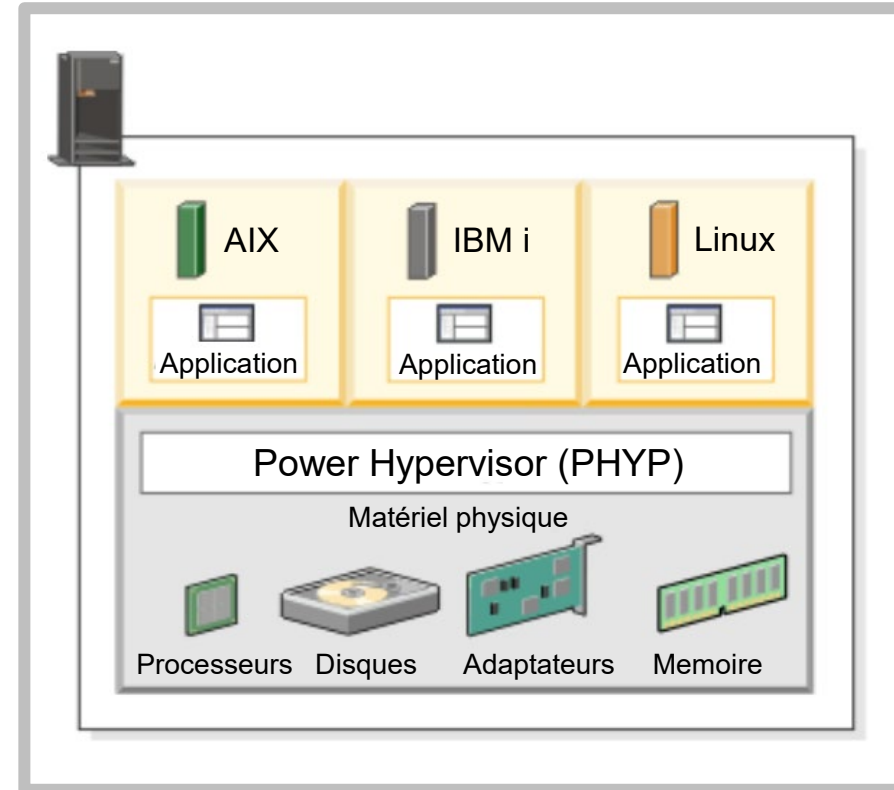 AIX IBM i Linux
Application Application Application
Power Hypervisor (PHYP)
Matériel physique
Processeurs Disques Adaptateurs Memoire